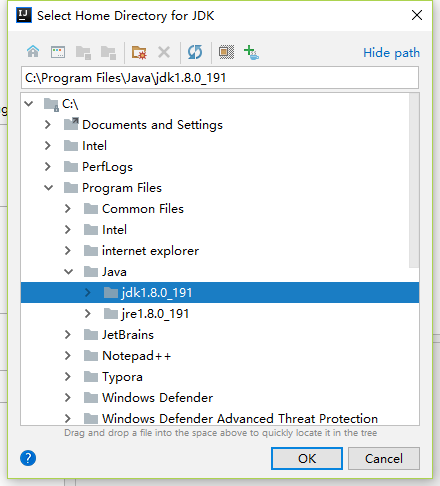 IJ Select Home Directory for JDK
Hide path
C:\Program Files\Java\jdk1.8.0_191
C:\
Documents and Settings
Intel
PerfLogs
Program Files
Common Files
Intel
internet explorer
Java
jdk1.8.0_191
jre1.8.0_191
JetBrains
Notepad++
Typora
Windows Defender
Windows Defender Advanced Threat Protection
Drag and drop a file into the space above to quickly locate it in the tree
? OK Cancel